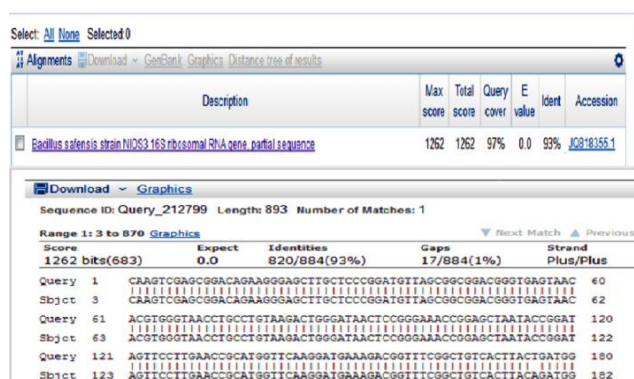 Select: All None Selected:0
Alignments Download GenBank Graphics Distance tree of results
Description Max score Total score Query cover E value Ident Accession
Bacillus safensis strain NIOS3 16S ribosomal RNA gene, partial sequence 1262 1262 97% 0.0 93% JQ818355.1
Download Graphics
Sequence ID: Query_212799 Length: 893 Number of Matches: 1
Range 1: 3 to 870 Graphics Next Match Previous
Score Expect Identities Gaps Strand
1262 bits(683) 0.0 820/884(93%) 17/884(1%) Plus/Plus
Query 1 CAAGTCGAGCGGACAGAAGGGAGCTTGCTCCCGGATGTTAGCGGCGGACGGGTGAGTAAC 60
Sbjct 3 CAAGTCGAGCGGACAGAAGGGAGCTTGCTCCCGGATGTTAGCGGCGGACGGGTGAGTAAC 62
Query 61 ACGTGGGTAACCTGCCTGTAAGACTGGGATAACTCCGGGAAACCGGAGCTAATACCGGAT 120
Sbjct 63 ACGTGGGTAACCTGCCTGTAAGACTGGGATAACTCCGGGAAACCGGAGCTAATACCGGAT 122
Query 121 AGTTCCTTGAACCGCATGGTTCAAGGATGAAAGACGGTTTCGGCTGTCACTTACTGATGG 180
Sbjct 123 AGTTCCTTGAACCGCATGGTTCAAGGATGAAAGACGGTTTCGGCTGTCACTTACAGATGG 182